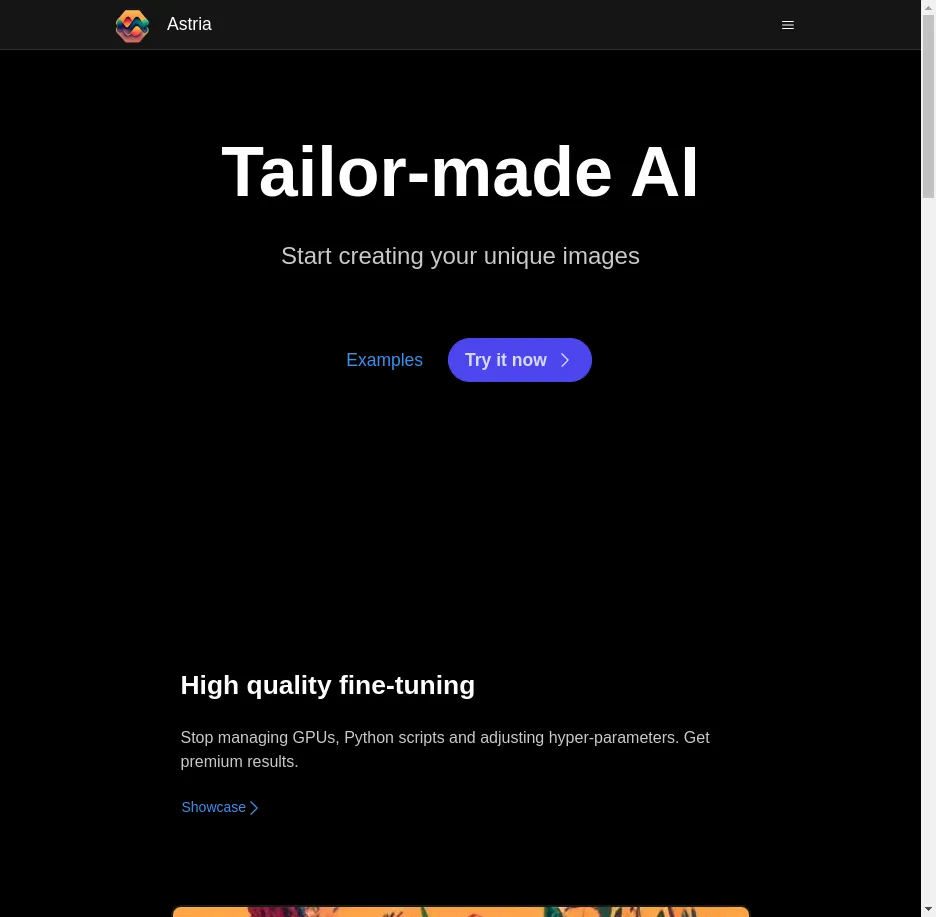 Astria
Tailor-made AI
Start creating your unique images
Examples
Try it now
High quality fine-tuning
Stop managing GPUs, Python scripts and adjusting hyper-parameters. Get
premium results.
Showcase